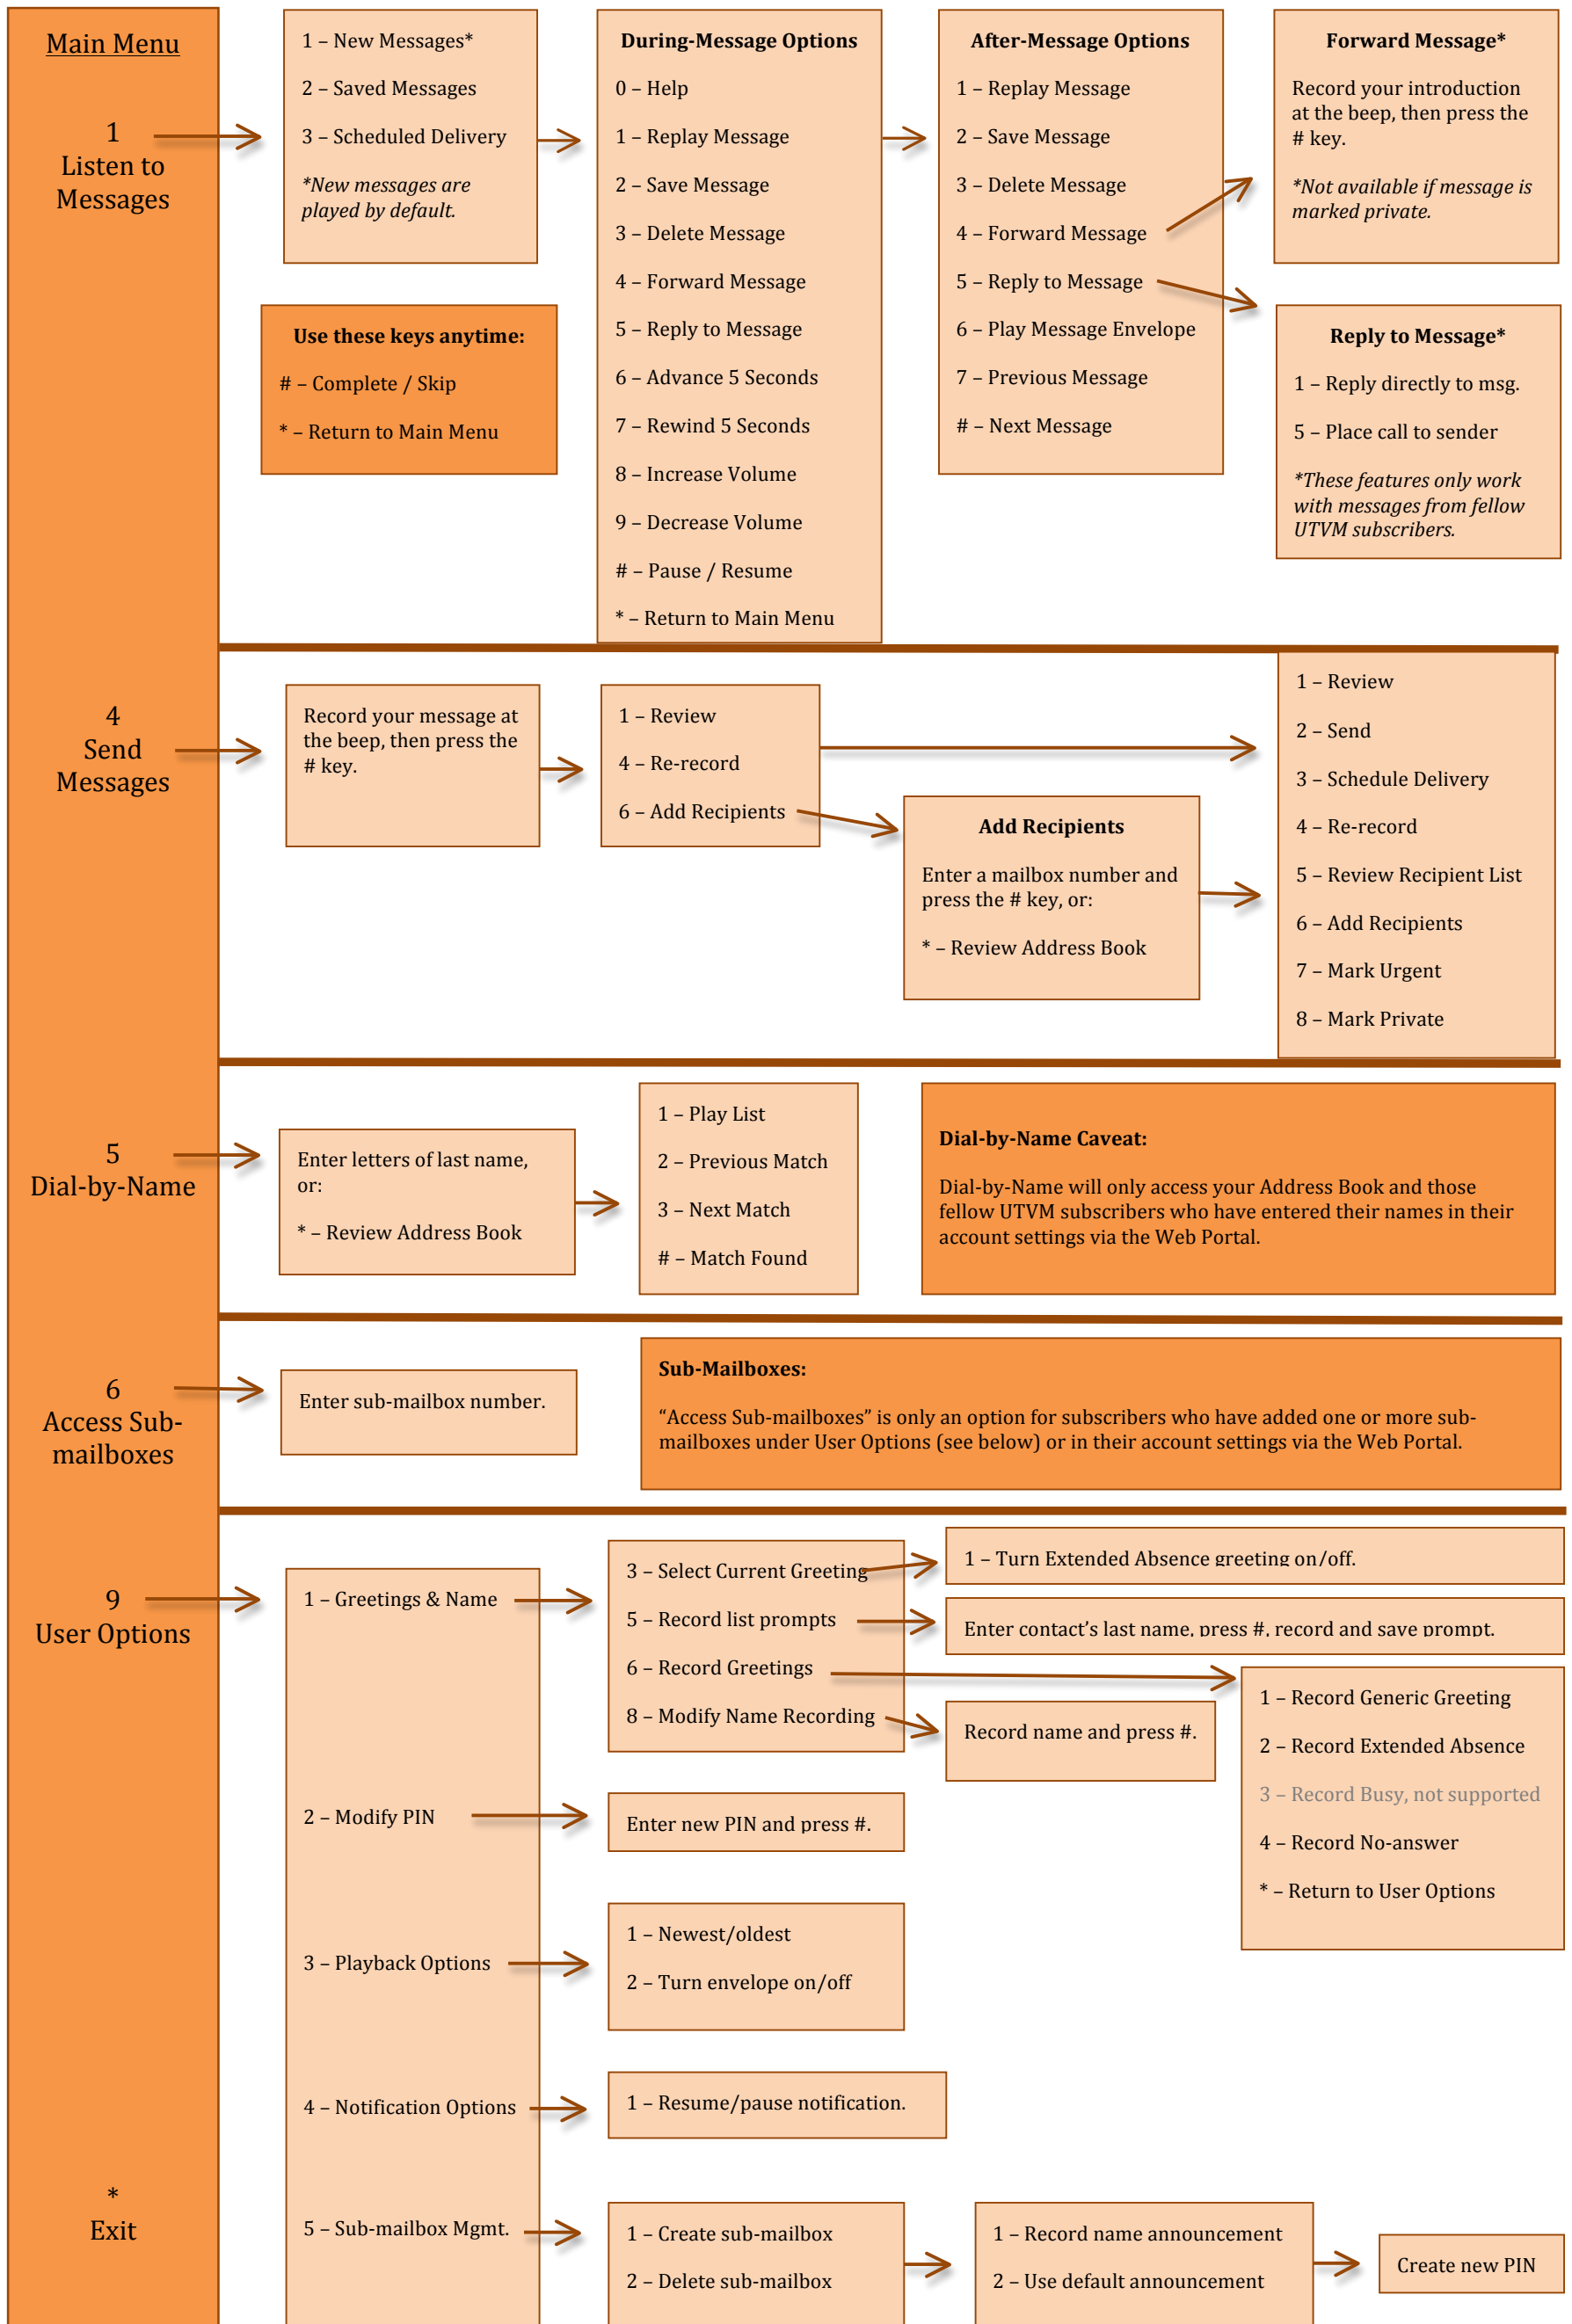 Main Menu
1
Listen to
Messages
1 – New Messages*
2 – Saved Messages
3 – Scheduled Delivery
*New messages are
played by default.
Use these keys anytime:
# – Complete / Skip
* – Return to Main Menu
During-Message Options
0 – Help
1 – Replay Message
2 – Save Message
3 – Delete Message
4 – Forward Message
5 – Reply to Message
6 – Advance 5 Seconds
7 – Rewind 5 Seconds
8 – Increase Volume
9 – Decrease Volume
# – Pause / Resume
* – Return to Main Menu
After-Message Options
1 – Replay Message
2 – Save Message
3 – Delete Message
4 – Forward Message
5 – Reply to Message
6 – Play Message Envelope
7 – Previous Message
# – Next Message
Forward Message*
Record your introduction
at the beep, then press the
# key.
*Not available if message is
marked private.
Reply to Message*
1 – Reply directly to msg.
5 – Place call to sender
*These features only work
with messages from fellow
UTVM subscribers.
4
Send
Messages
Record your message at
the beep, then press the
# key.
1 – Review
4 – Re-record
6 – Add Recipients
Add Recipients
Enter a mailbox number and
press the # key, or:
* – Review Address Book
1 – Review
2 – Send
3 – Schedule Delivery
4 – Re-record
5 – Review Recipient List
6 – Add Recipients
7 – Mark Urgent
8 – Mark Private
5
Dial-by-Name
Enter letters of last name,
or:
* – Review Address Book
1 – Play List
2 – Previous Match
3 – Next Match
# – Match Found
Dial-by-Name Caveat:
Dial-by-Name will only access your Address Book and those
fellow UTVM subscribers who have entered their names in their
account settings via the Web Portal.
6
Access Sub-
mailboxes
Enter sub-mailbox number.
Sub-Mailboxes:
“Access Sub-mailboxes” is only an option for subscribers who have added one or more sub-
mailboxes under User Options (see below) or in their account settings via the Web Portal.
9
User Options
1 – Greetings & Name
3 – Select Current Greeting
5 – Record list prompts
6 – Record Greetings
8 – Modify Name Recording
1 – Turn Extended Absence greeting on/off.
Enter contact’s last name, press #, record and save prompt.
Record name and press #.
1 – Record Generic Greeting
2 – Record Extended Absence
3 – Record Busy, not supported
4 – Record No-answer
* – Return to User Options
2 – Modify PIN
Enter new PIN and press #.
3 – Playback Options
1 – Newest/oldest
2 – Turn envelope on/off
4 – Notification Options
1 – Resume/pause notification.
*
Exit
5 – Sub-mailbox Mgmt.
1 – Create sub-mailbox
2 – Delete sub-mailbox
1 – Record name announcement
2 – Use default announcement
Create new PIN